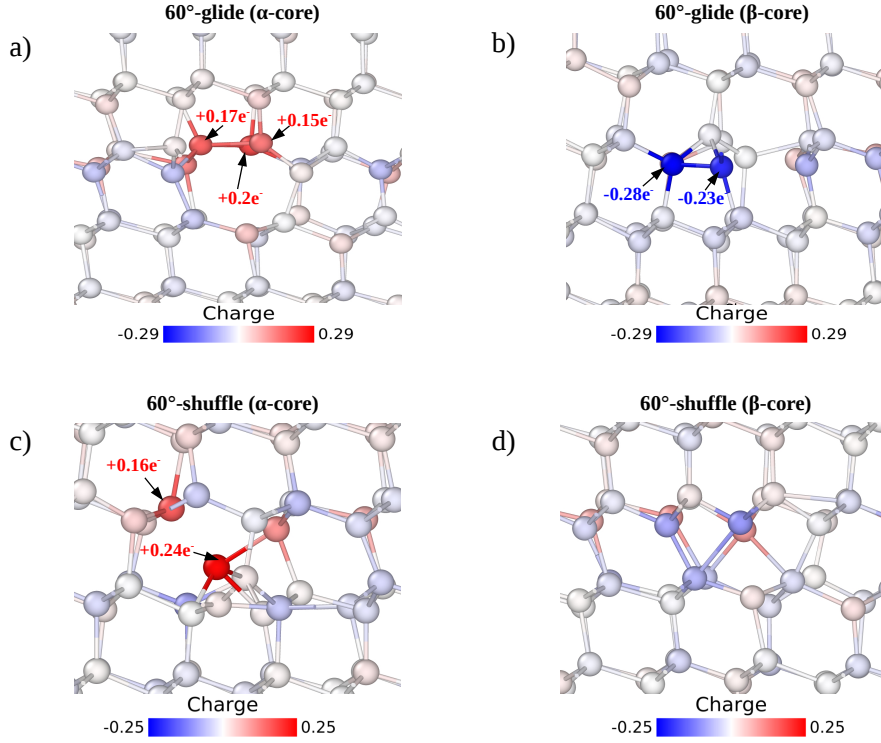 60°-glide (α-core)
a)
+0.17e⁻
+0.15e⁻
+0.2e⁻
Charge
-0.29
0.29
60°-glide (β-core)
b)
-0.28e⁻
-0.23e⁻
Charge
-0.29
0.29
60°-shuffle (α-core)
c)
+0.16e⁻
+0.24e⁻
Charge
-0.25
0.25
60°-shuffle (β-core)
d)
Charge
-0.25
0.25